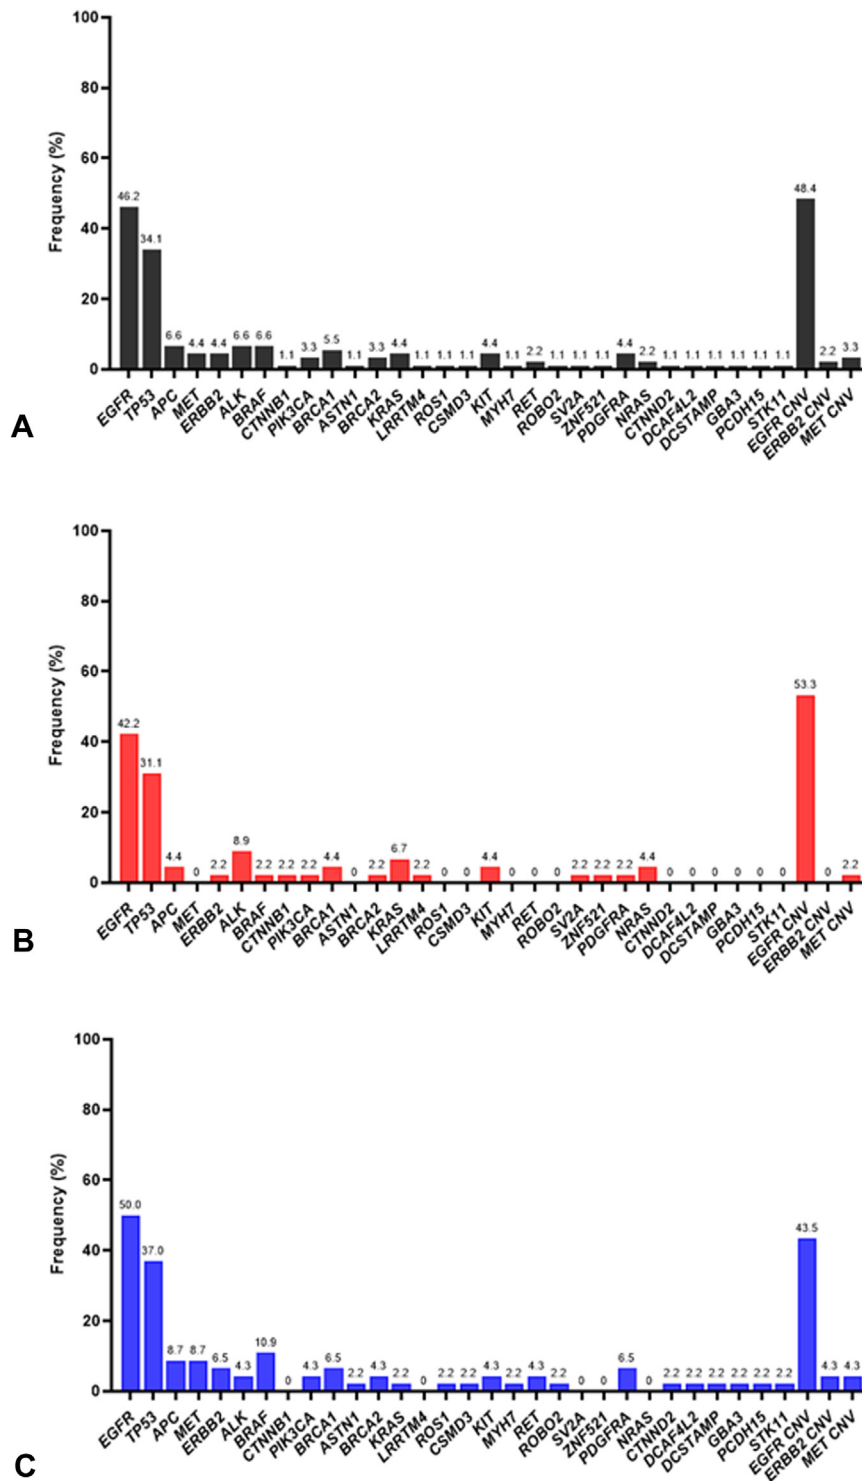 100
80
60
40
20
0
Frequency (%)
46.2
34.1
6.6
4.4
4.4
6.6
6.6
1.1
3.3
5.5
1.1
3.3
4.4
1.1
1.1
1.1
4.4
1.1
2.2
1.1
1.1
1.1
4.4
2.2
1.1
1.1
1.1
1.1
1.1
1.1
48.4
2.2
3.3
EGFR
TP53
APC
MET
ERBB2
ALK
BRAF
CTNNB1
PIK3CA
BRCA1
ASTN1
BRCA2
KRAS
LRRTM4
ROS1
CSMD3
KIT
MYH7
RET
ROBO2
SV2A
ZNF521
PDGFRA
NRAS
CTNND2
DCAF4L2
DCSTAMP
GBA3
PCDH15
STK11
EGFR CNV
ERBB2 CNV
MET CNV
A
100
80
60
40
20
0
Frequency (%)
42.2
31.1
4.4
0
2.2
8.9
2.2
2.2
2.2
4.4
0
2.2
6.7
2.2
0
0
4.4
0
0
0
2.2
2.2
2.2
4.4
0
0
0
0
0
0
53.3
0
2.2
EGFR
TP53
APC
MET
ERBB2
ALK
BRAF
CTNNB1
PIK3CA
BRCA1
ASTN1
BRCA2
KRAS
LRRTM4
ROS1
CSMD3
KIT
MYH7
RET
ROBO2
SV2A
ZNF521
PDGFRA
NRAS
CTNND2
DCAF4L2
DCSTAMP
GBA3
PCDH15
STK11
EGFR CNV
ERBB2 CNV
MET CNV
B
100
80
60
40
20
0
Frequency (%)
50.0
37.0
8.7
8.7
6.5
4.3
10.9
0
4.3
6.5
2.2
4.3
2.2
0
2.2
2.2
4.3
2.2
4.3
2.2
0
0
6.5
0
2.2
2.2
2.2
2.2
2.2
2.2
43.5
4.3
4.3
EGFR
TP53
APC
MET
ERBB2
ALK
BRAF
CTNNB1
PIK3CA
BRCA1
ASTN1
BRCA2
KRAS
LRRTM4
ROS1
CSMD3
KIT
MYH7
RET
ROBO2
SV2A
ZNF521
PDGFRA
NRAS
CTNND2
DCAF4L2
DCSTAMP
GBA3
PCDH15
STK11
EGFR CNV
ERBB2 CNV
MET CNV
C